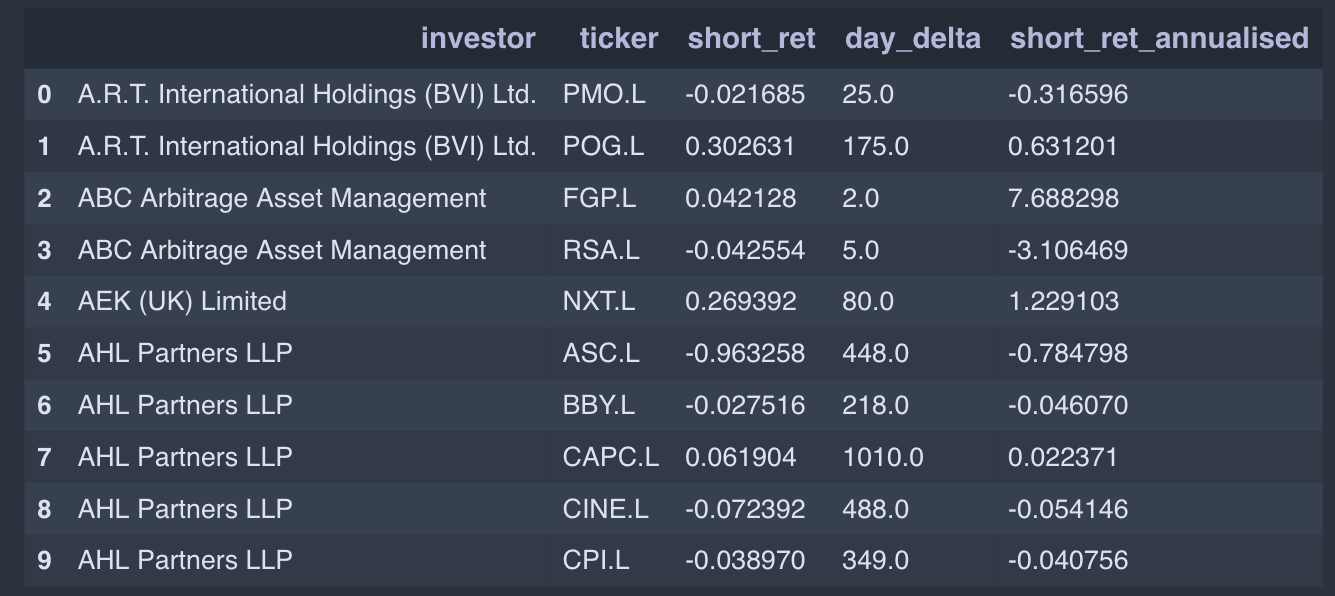 investor ticker short_ret day_delta short_ret_annualised
0 A.R.T. International Holdings (BVI) Ltd. PMO.L -0.021685 25.0 -0.316596
1 A.R.T. International Holdings (BVI) Ltd. POG.L 0.302631 175.0 0.631201
2 ABC Arbitrage Asset Management FGP.L 0.042128 2.0 7.688298
3 ABC Arbitrage Asset Management RSA.L -0.042554 5.0 -3.106469
4 AEK (UK) Limited NXT.L 0.269392 80.0 1.229103
5 AHL Partners LLP ASC.L -0.963258 448.0 -0.784798
6 AHL Partners LLP BBY.L -0.027516 218.0 -0.046070
7 AHL Partners LLP CAPC.L 0.061904 1010.0 0.022371
8 AHL Partners LLP CINE.L -0.072392 488.0 -0.054146
9 AHL Partners LLP CPI.L -0.038970 349.0 -0.040756